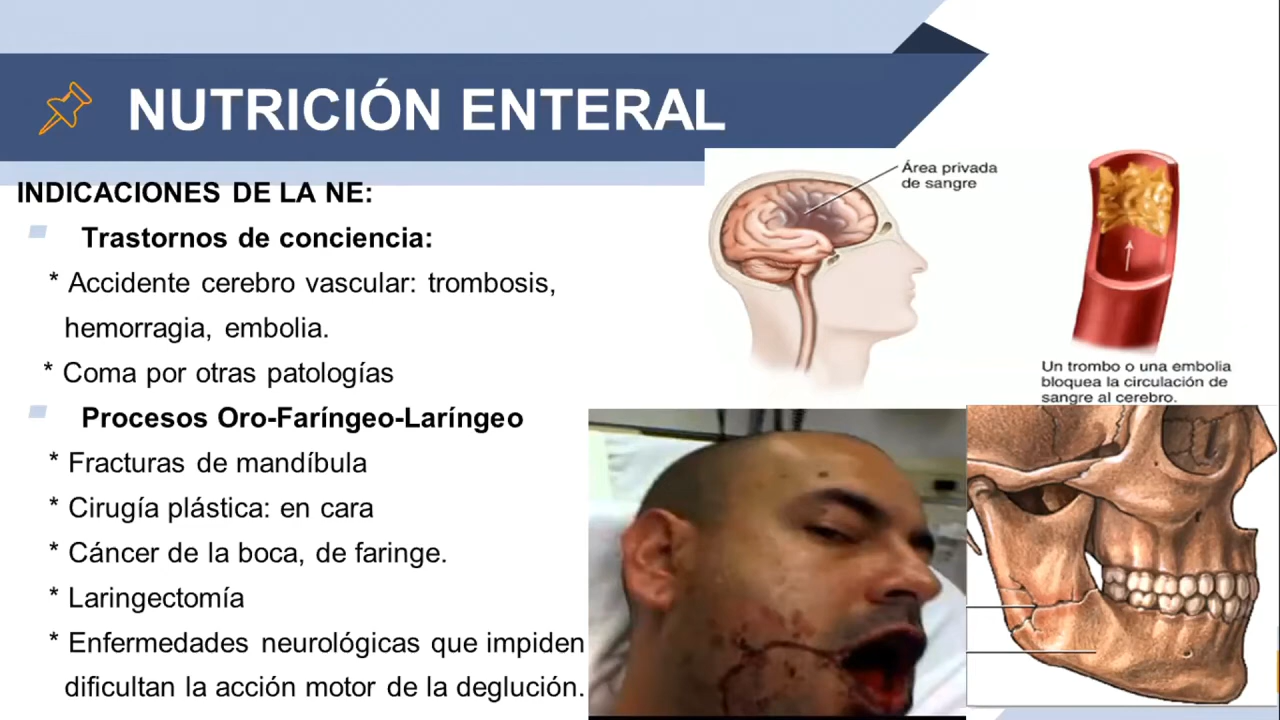 NUTRICIÓN ENTERAL
INDICACIONES DE LA NE:
Trastornos de conciencia:
* Accidente cerebro vascular: trombosis,
hemorragia, embolia.
* Coma por otras patologías
Procesos Oro-Faríngeo-Laríngeo
* Fracturas de mandíbula
* Cirugía plástica: en cara
* Cáncer de la boca, de faringe.
* Laringectomía
* Enfermedades neurológicas que impiden
dificultan la acción motor de la deglución.
Área privada
de sangre
Un trombo o una embolia
bloquea la circulación de
sangre al cerebro.